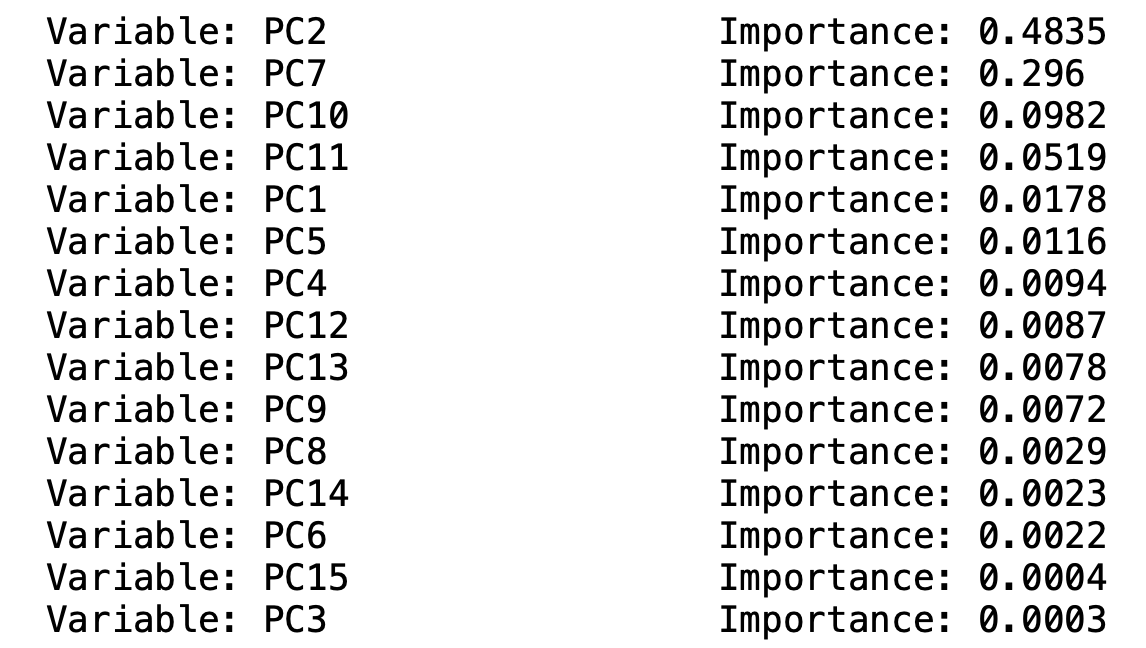 Variable: PC2 Importance: 0.4835
Variable: PC7 Importance: 0.296
Variable: PC10 Importance: 0.0982
Variable: PC11 Importance: 0.0519
Variable: PC1 Importance: 0.0178
Variable: PC5 Importance: 0.0116
Variable: PC4 Importance: 0.0094
Variable: PC12 Importance: 0.0087
Variable: PC13 Importance: 0.0078
Variable: PC9 Importance: 0.0072
Variable: PC8 Importance: 0.0029
Variable: PC14 Importance: 0.0023
Variable: PC6 Importance: 0.0022
Variable: PC15 Importance: 0.0004
Variable: PC3 Importance: 0.0003